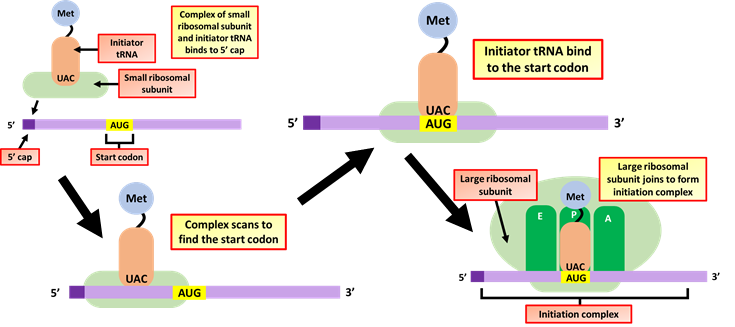 Met
Complex of small
ribosomal subunit
and initiator tRNA
binds to 5’ cap
Initiator
tRNA
UAC
Small ribosomal
subunit
5’
AUG
5’ cap
Start codon
Met
Complex scans to
find the start codon
UAC
5’
AUG
3’
Met
Initiator tRNA bind
to the start codon
UAC
5’
AUG
3’
Large ribosomal
subunit
Large ribosomal
subunit joins to form
initiation complex
Met
E
P
A
UAC
5’
AUG
3’
Initiation complex